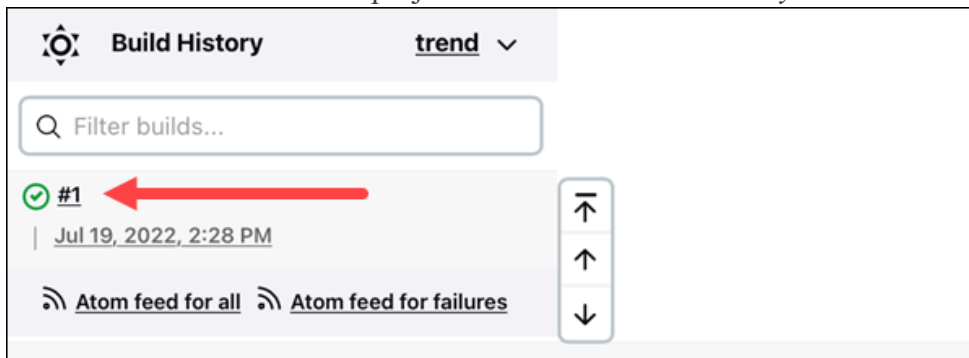 Build History trend
Filter builds...
#1
Jul 19, 2022, 2:28 PM
Atom feed for all Atom feed for failures